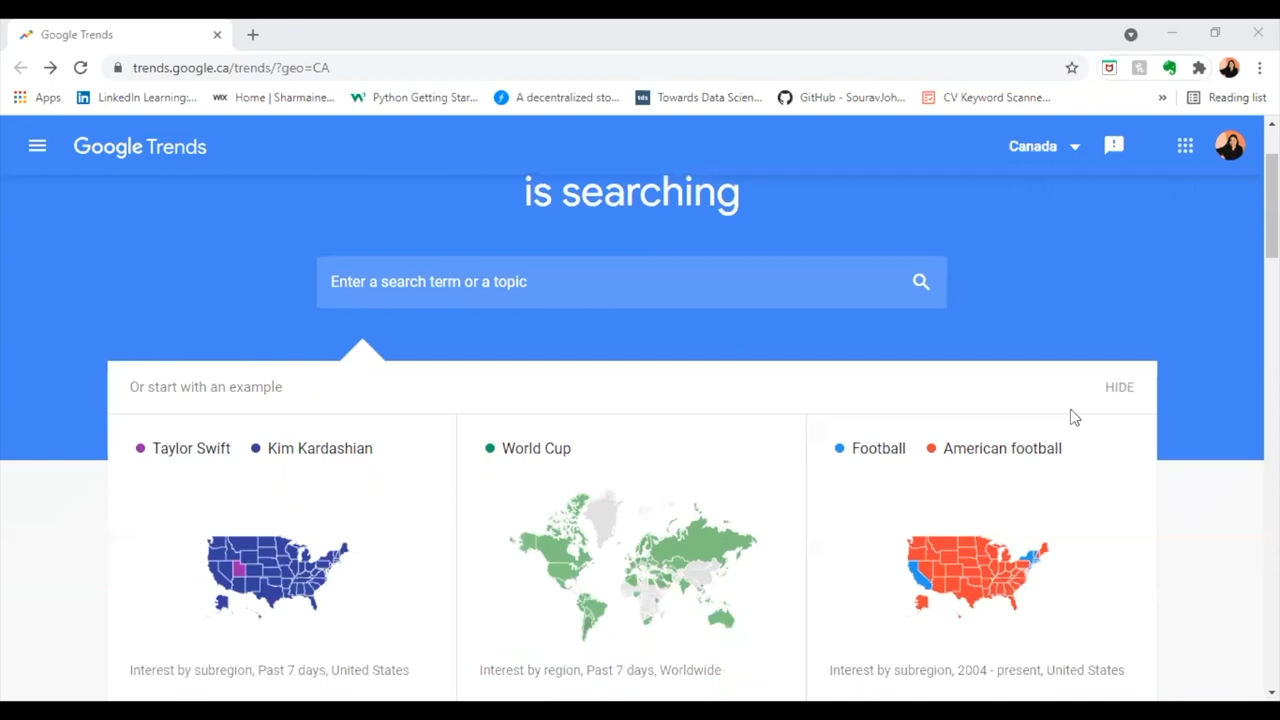 Google Trends
trends.google.ca/trends/?geo=CA
Apps
LinkedIn Learning:...
WIX Home | Sharmaine...
Python Getting Star...
A decentralized sto...
tds Towards Data Scien...
GitHub - SouravJoh...
CV Keyword Scanne...
»
Reading list
Google Trends
Canada
is searching
Enter a search term or a topic
Or start with an example
HIDE
Taylor Swift Kim Kardashian
World Cup
Football American football
Interest by subregion, Past 7 days, United States
Interest by region, Past 7 days, Worldwide
Interest by subregion, 2004 - present, United States